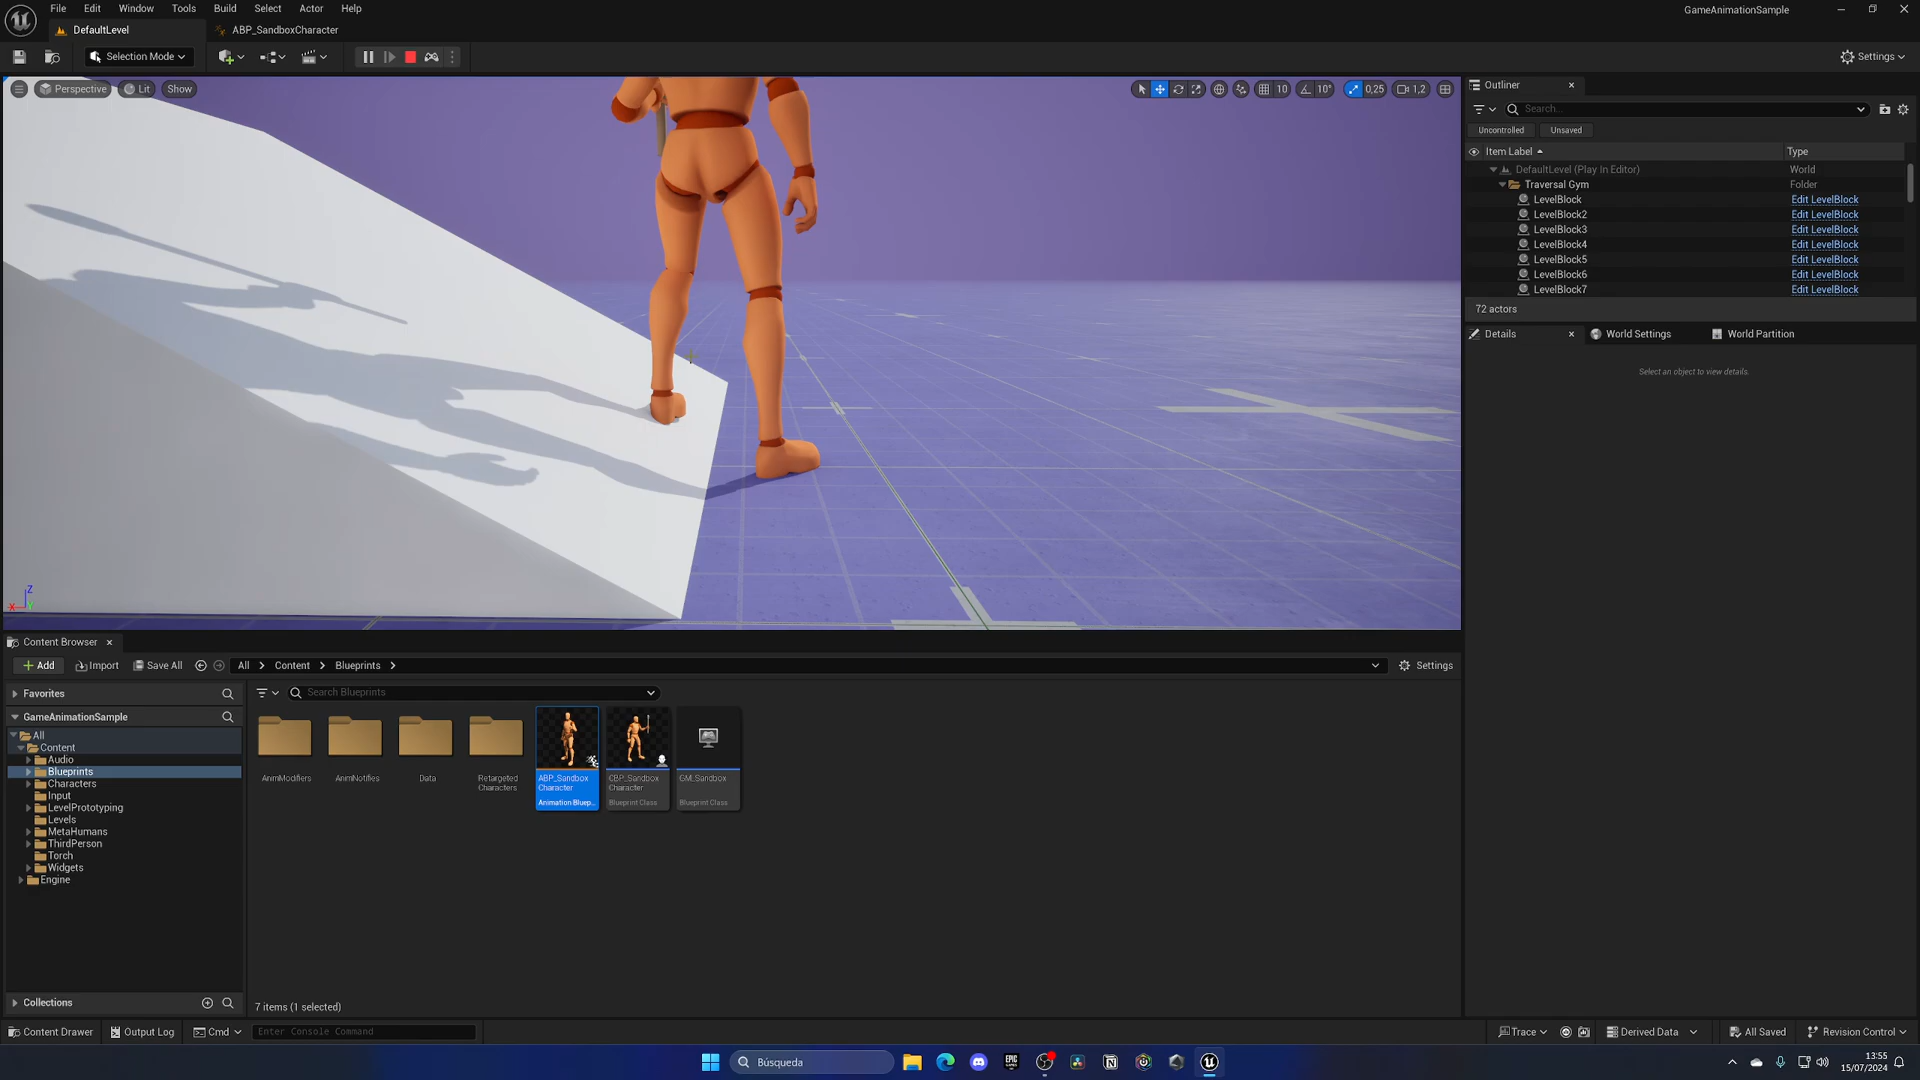 File Edit Window Tools Build Select Actor Help
GameAnimationSample
DefaultLevel
ABP_SandboxCharacter
Selection Mode
Settings
Perspective Lit Show
10 10° 0,25 1,2
Outliner
Search...
Uncontrolled Unsaved
Item Label Type
DefaultLevel (Play In Editor) World
Traversal Gym Folder
LevelBlock Edit LevelBlock
LevelBlock2 Edit LevelBlock
LevelBlock3 Edit LevelBlock
LevelBlock4 Edit LevelBlock
LevelBlock5 Edit LevelBlock
LevelBlock6 Edit LevelBlock
LevelBlock7 Edit LevelBlock
72 actors
Details World Settings World Partition
Select an object to view details.
Z
X Y
Content Browser
Add Import Save All All Content Blueprints Settings
Favorites
Search Blueprints
GameAnimationSample
All
Content
Audio
Blueprints
Characters
Input
LevelPrototyping
Levels
MetaHumans
ThirdPerson
Torch
Widgets
Engine
AnimModifiers
AnimNotifies
Data
Retargeted
Characters
ABP_Sandbox
Character
Animation Bluep...
CBP_Sandbox
Character
Blueprint Class
GM_Sandbox
Blueprint Class
Collections
7 items (1 selected)
Content Drawer Output Log Cmd Enter Console Command
Trace Derived Data All Saved Revision Control
Búsqueda
EPIC
GAMES
13:55
15/07/2024